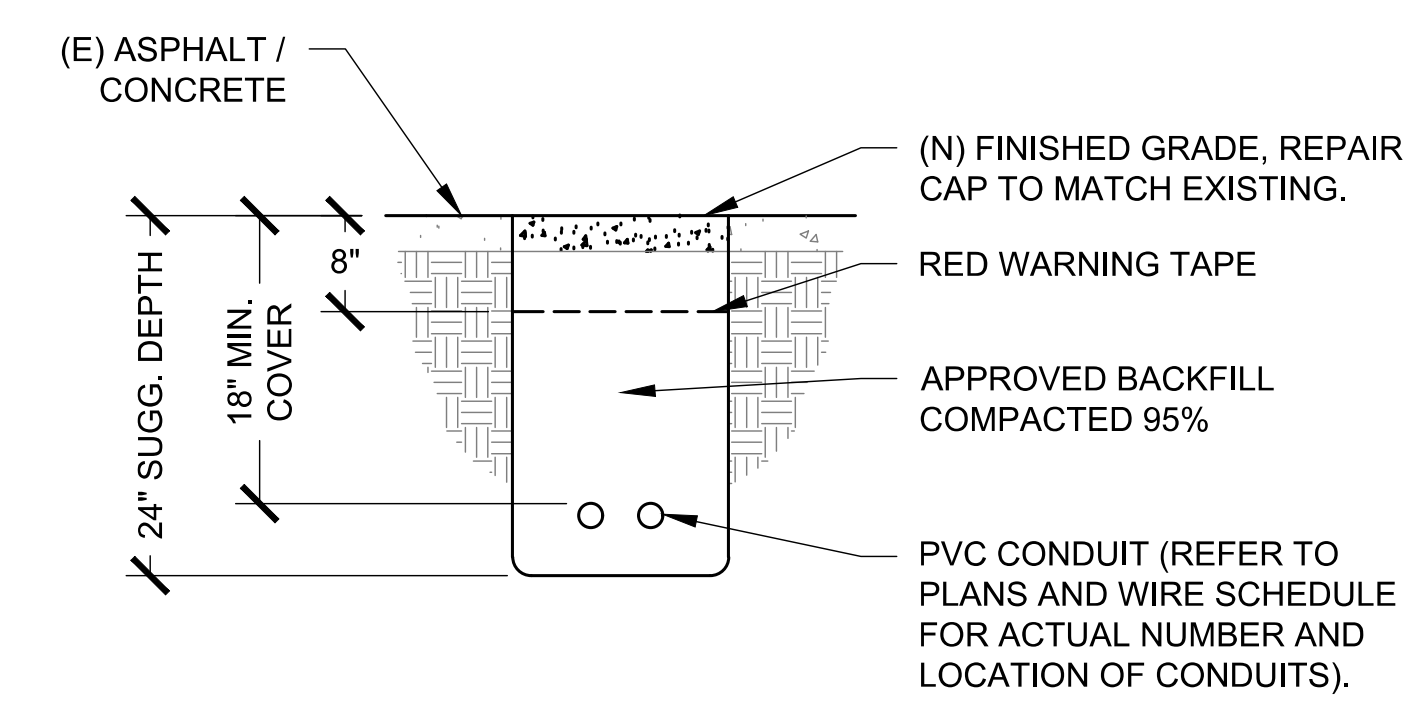 (E) ASPHALT /
CONCRETE
(N) FINISHED GRADE, REPAIR
CAP TO MATCH EXISTING.
RED WARNING TAPE
APPROVED BACKFILL
COMPACTED 95%
PVC CONDUIT (REFER TO
PLANS AND WIRE SCHEDULE
FOR ACTUAL NUMBER AND
LOCATION OF CONDUITS).
24" SUGG. DEPTH
18" MIN.
COVER
8"